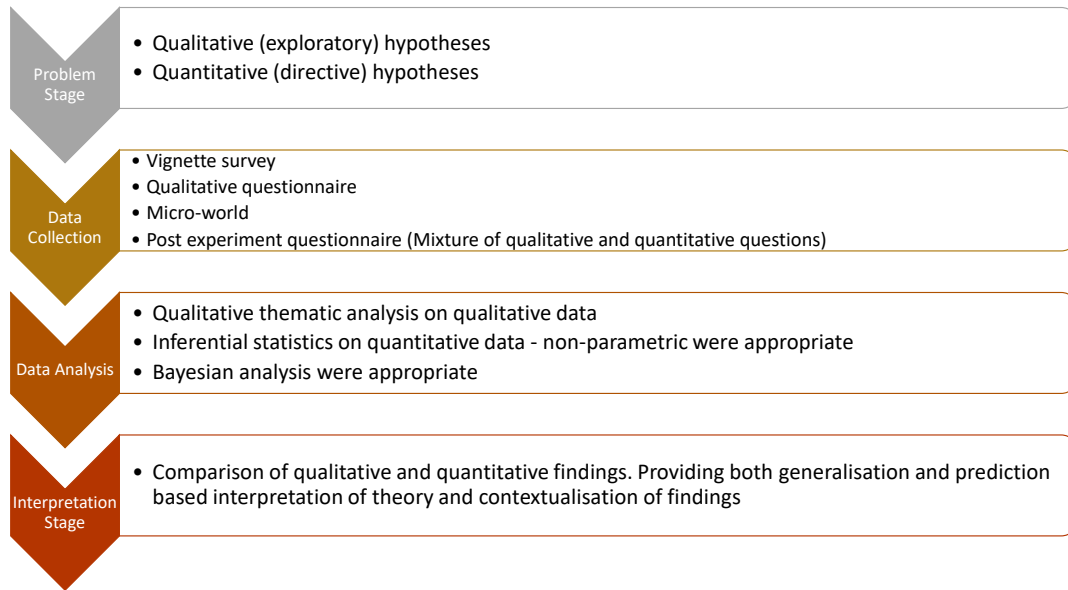 Problem
Stage
• Qualitative (exploratory) hypotheses
• Quantitative (directive) hypotheses
Data
Collection
• Vignette survey
• Qualitative questionnaire
• Micro-world
• Post experiment questionnaire (Mixture of qualitative and quantitative questions)
Data Analysis
• Qualitative thematic analysis on qualitative data
• Inferential statistics on quantitative data - non-parametric were appropriate
• Bayesian analysis were appropriate
Interpretation
Stage
• Comparison of qualitative and quantitative findings. Providing both generalisation and prediction
based interpretation of theory and contextualisation of findings